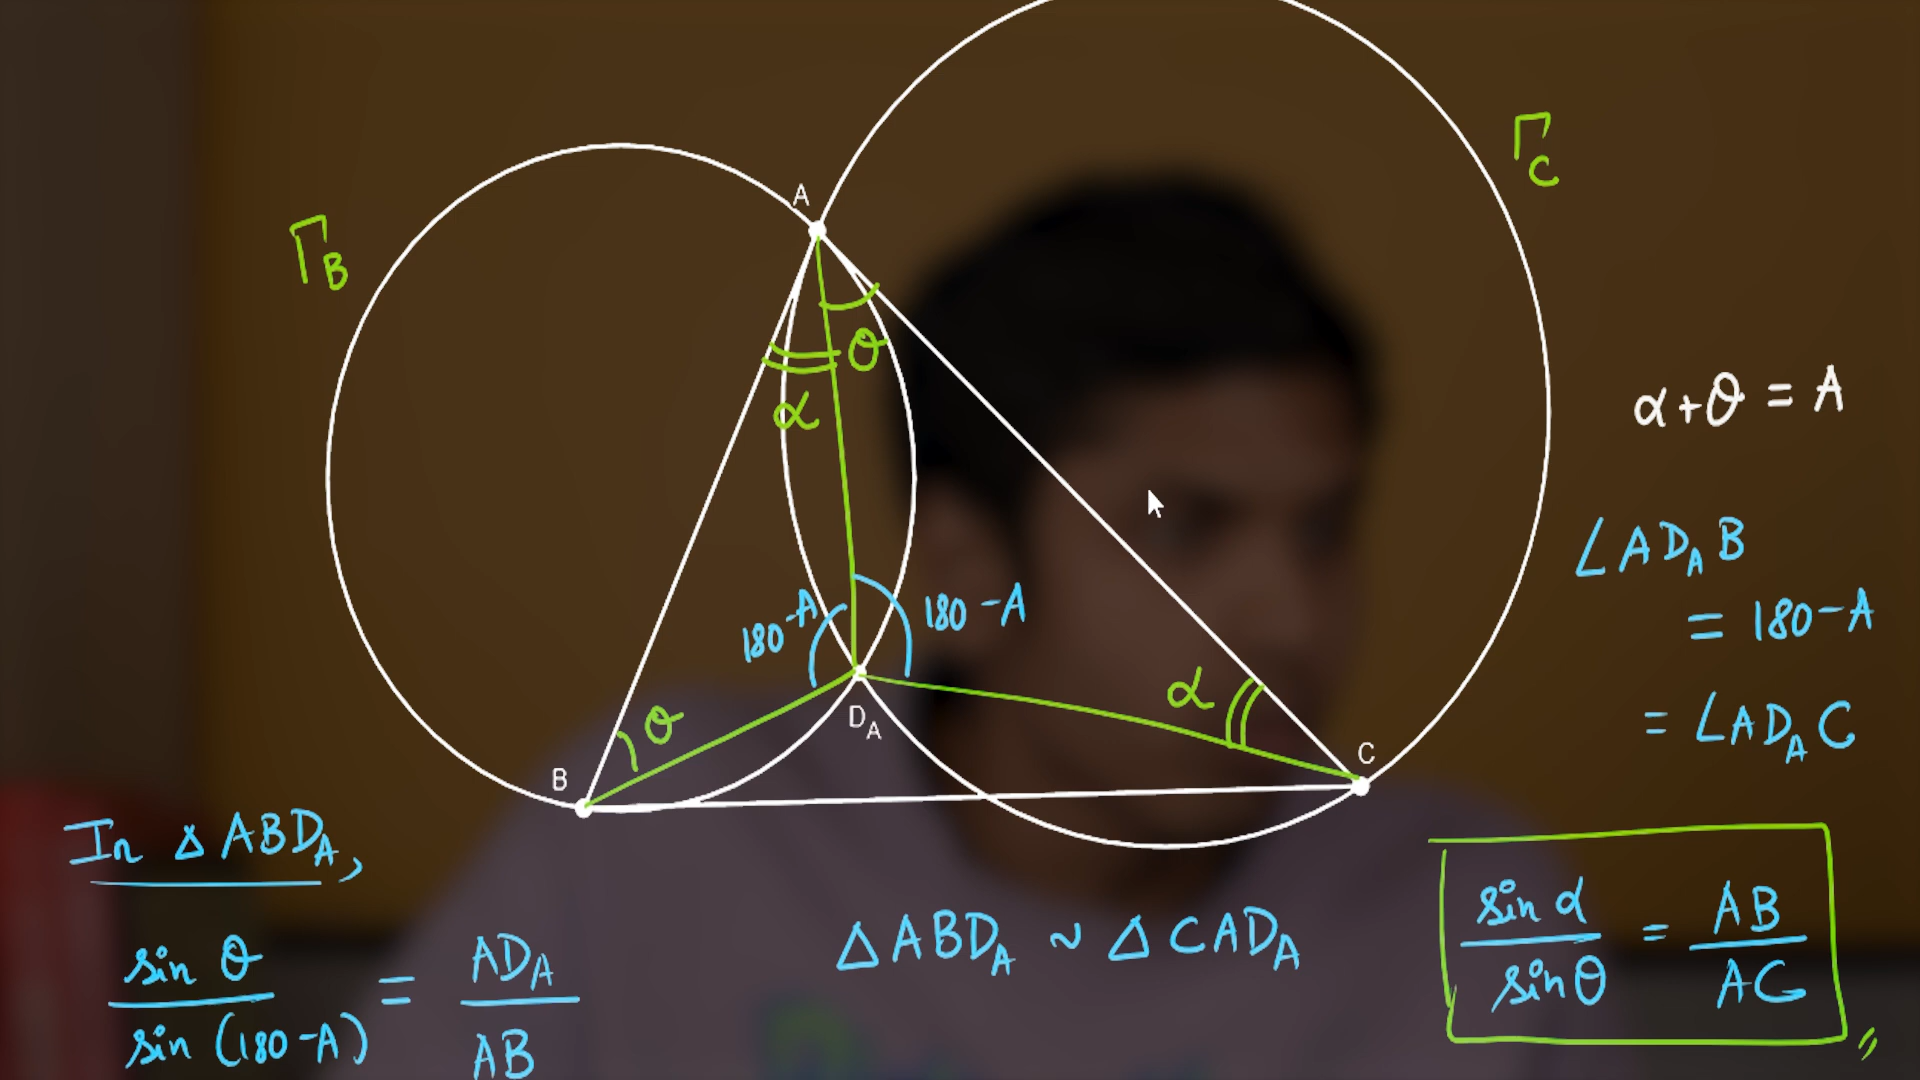 Γ_C
Γ_B
A
θ
α
α+θ = A
∠AD_A B
= 180-A
= ∠AD_A C
180-A
180-A
α
θ
D_A
B
C
In △ABD_A,
sin θ / sin (180-A) = AD_A / AB
△ABD_A ~ △CAD_A
sin α / sin θ = AB / AC